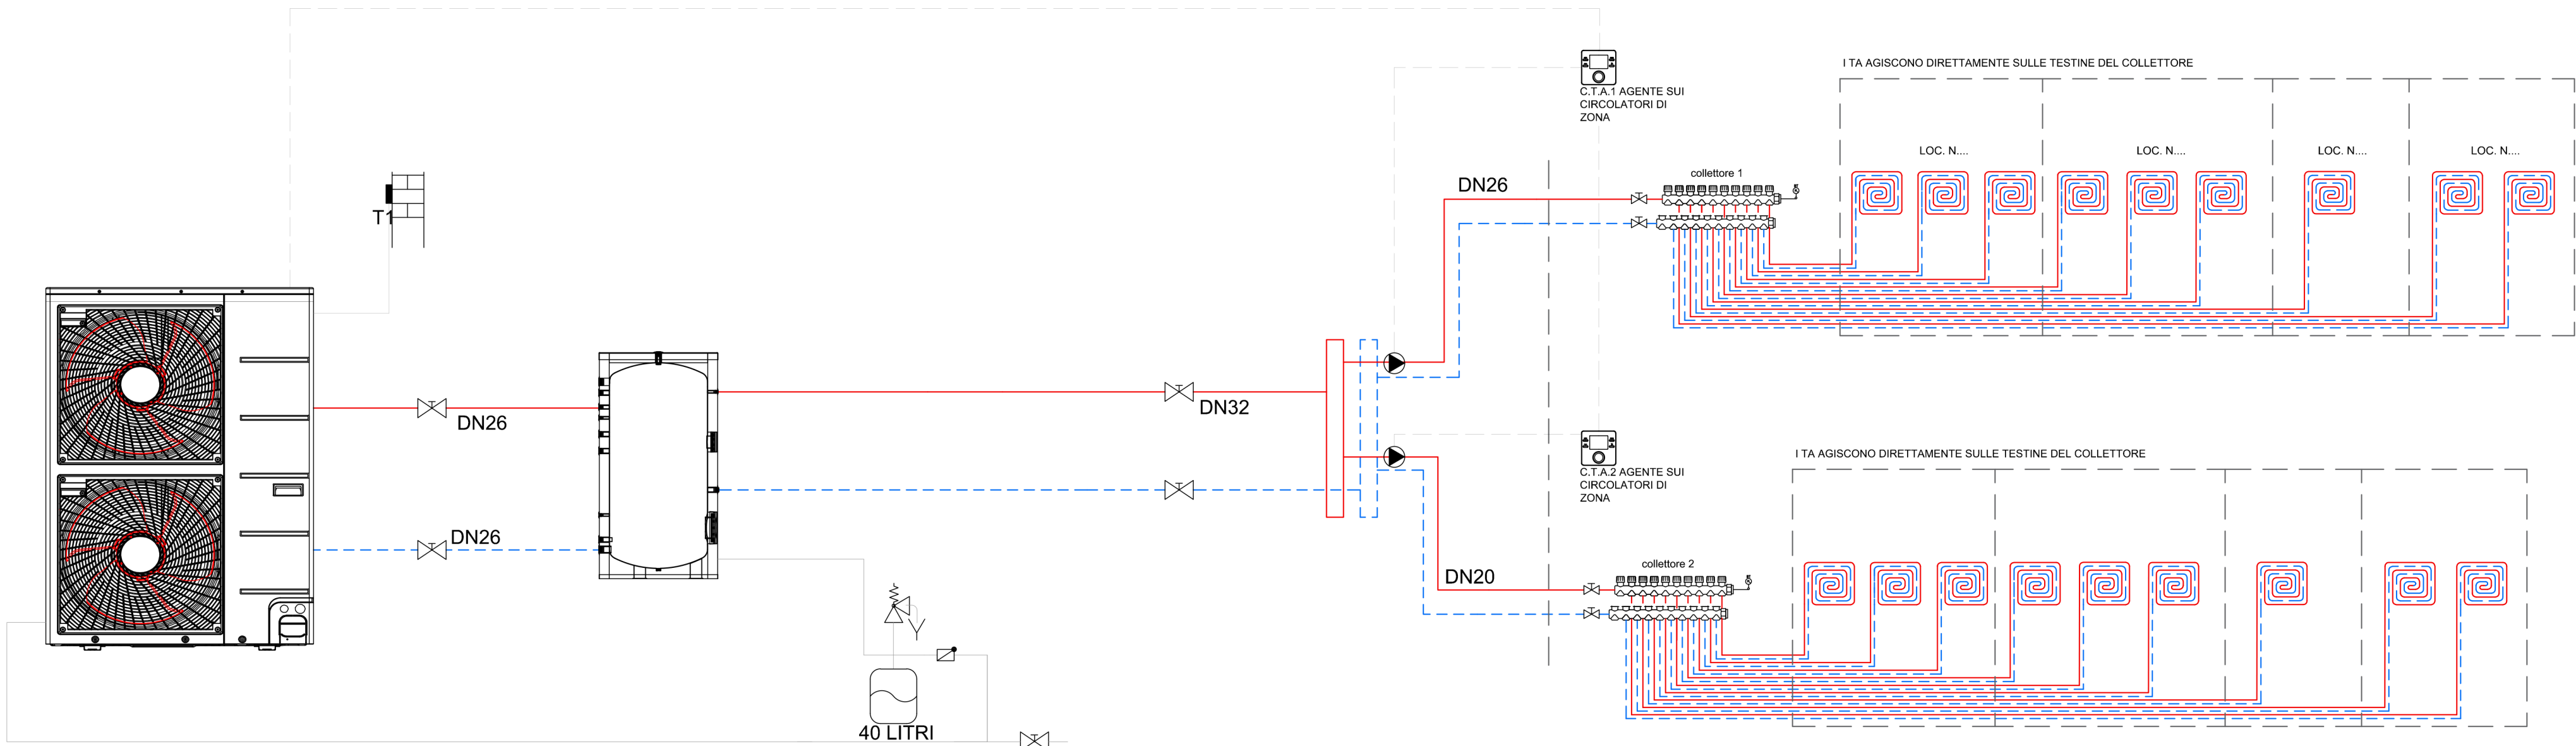 I TA AGISCONO DIRETTAMENTE SULLE TESTINE DEL COLLETTORE
C.T.A.1 AGENTE SUI
CIRCOLATORI DI
ZONA
LOC. N.... LOC. N.... LOC. N.... LOC. N....
collettore 1
DN26
T1
DN26
DN32
C.T.A.2 AGENTE SUI
CIRCOLATORI DI
ZONA
I TA AGISCONO DIRETTAMENTE SULLE TESTINE DEL COLLETTORE
DN26
collettore 2
DN20
40 LITRI